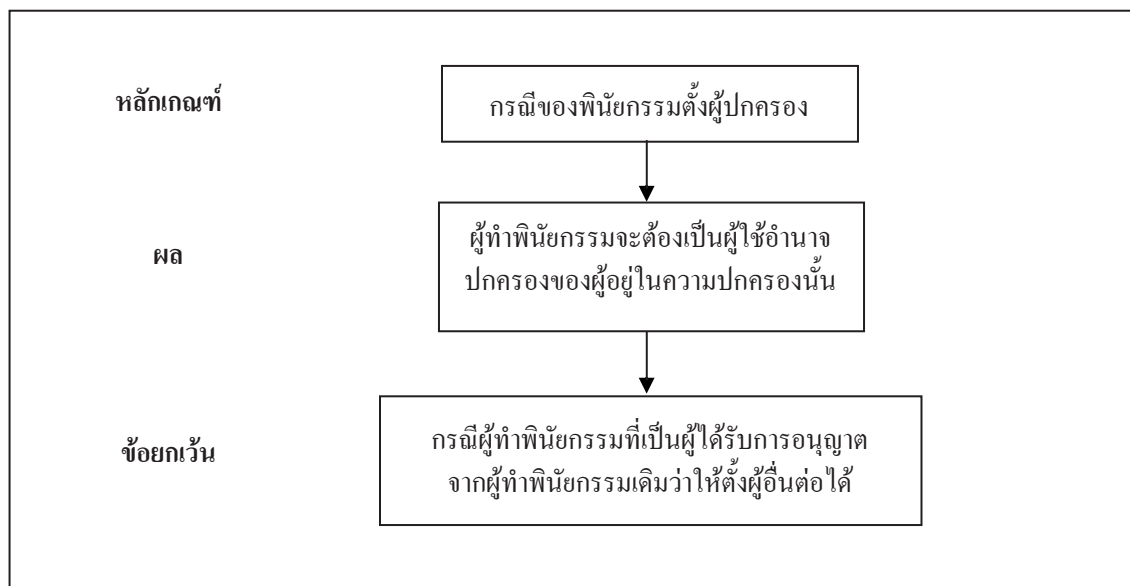 หลักเกณฑ์
กรณีของพินัยกรรมตั้งผู้ปกครอง
ผล
ผู้ทำพินัยกรรมจะต้องเป็นผู้ใช้อำนาจ
ปกครองของผู้อยู่ในความปกครองนั้น
ข้อยกเว้น
กรณีผู้ทำพินัยกรรมที่เป็นผู้ได้รับการอนุญาต
จากผู้ทำพินัยกรรมเดิมว่าให้ตั้งผู้อื่นต่อได้